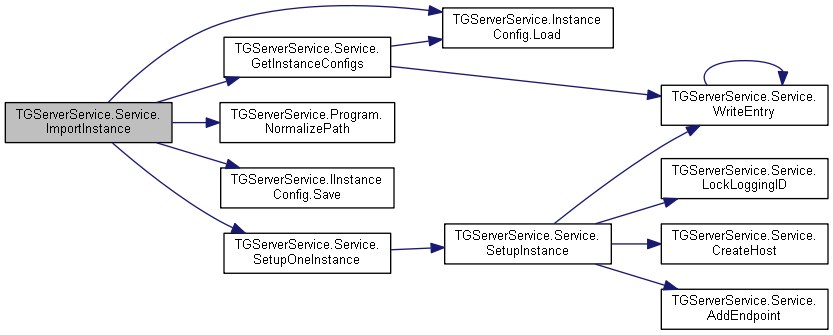 TGServerService.Service.
ImportInstance
TGServerService.Instance
Config.Load
TGServerService.Service.
GetInstanceConfigs
TGServerService.Program.
NormalizePath
TGServerService.IInstance
Config.Save
TGServerService.Service.
SetupOneInstance
TGServerService.Service.
SetupInstance
TGServerService.Service.
WriteEntry
TGServerService.Service.
LockLoggingID
TGServerService.Service.
CreateHost
TGServerService.Service.
AddEndpoint